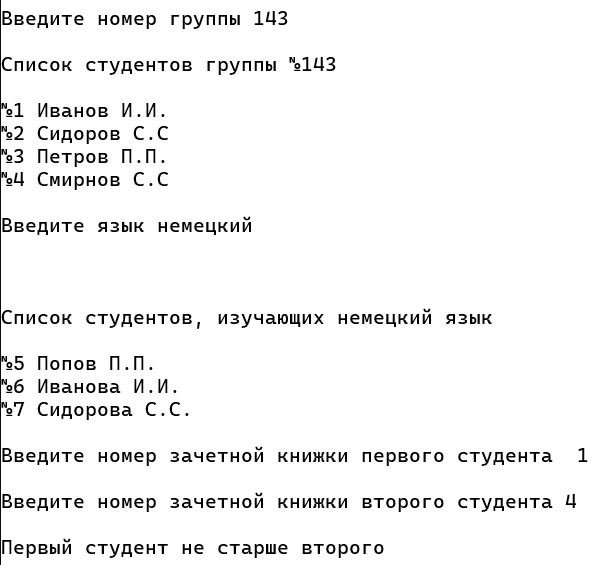 Введите номер группы 143
Список студентов группы №143
№1 Иванов И.И.
№2 Сидоров С.С
№3 Петров П.П.
№4 Смирнов С.С
Введите язык немецкий
Список студентов, изучающих немецкий язык
№5 Попов П.П.
№6 Иванова И.И.
№7 Сидорова С.С.
Введите номер зачетной книжки первого студента  1
Введите номер зачетной книжки второго студента 4
Первый студент не старше второго